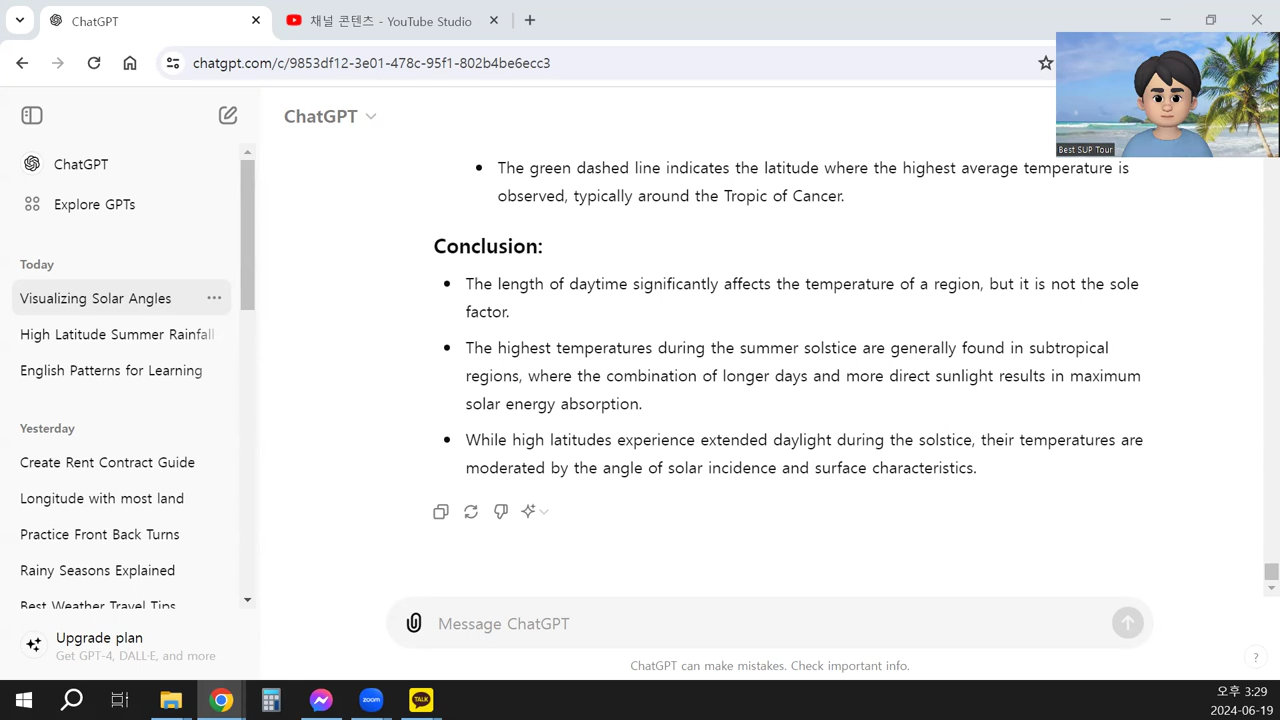 ChatGPT
채널 콘텐츠 - YouTube Studio
chatgpt.com/c/9853df12-3e01-478c-95f1-802b4be6ecc3
Best SUP Tour
ChatGPT
ChatGPT
Explore GPTs
Today
Visualizing Solar Angles
High Latitude Summer Rainfall
English Patterns for Learning
Yesterday
Create Rent Contract Guide
Longitude with most land
Practice Front Back Turns
Rainy Seasons Explained
Best Weather Travel Tips
Upgrade plan
Get GPT-4, DALL·E, and more
The green dashed line indicates the latitude where the highest average temperature is
observed, typically around the Tropic of Cancer.
Conclusion:
The length of daytime significantly affects the temperature of a region, but it is not the sole
factor.
The highest temperatures during the summer solstice are generally found in subtropical
regions, where the combination of longer days and more direct sunlight results in maximum
solar energy absorption.
While high latitudes experience extended daylight during the solstice, their temperatures are
moderated by the angle of solar incidence and surface characteristics.
Message ChatGPT
ChatGPT can make mistakes. Check important info.
?
zoom
TALK
오후 3:29
2024-06-19